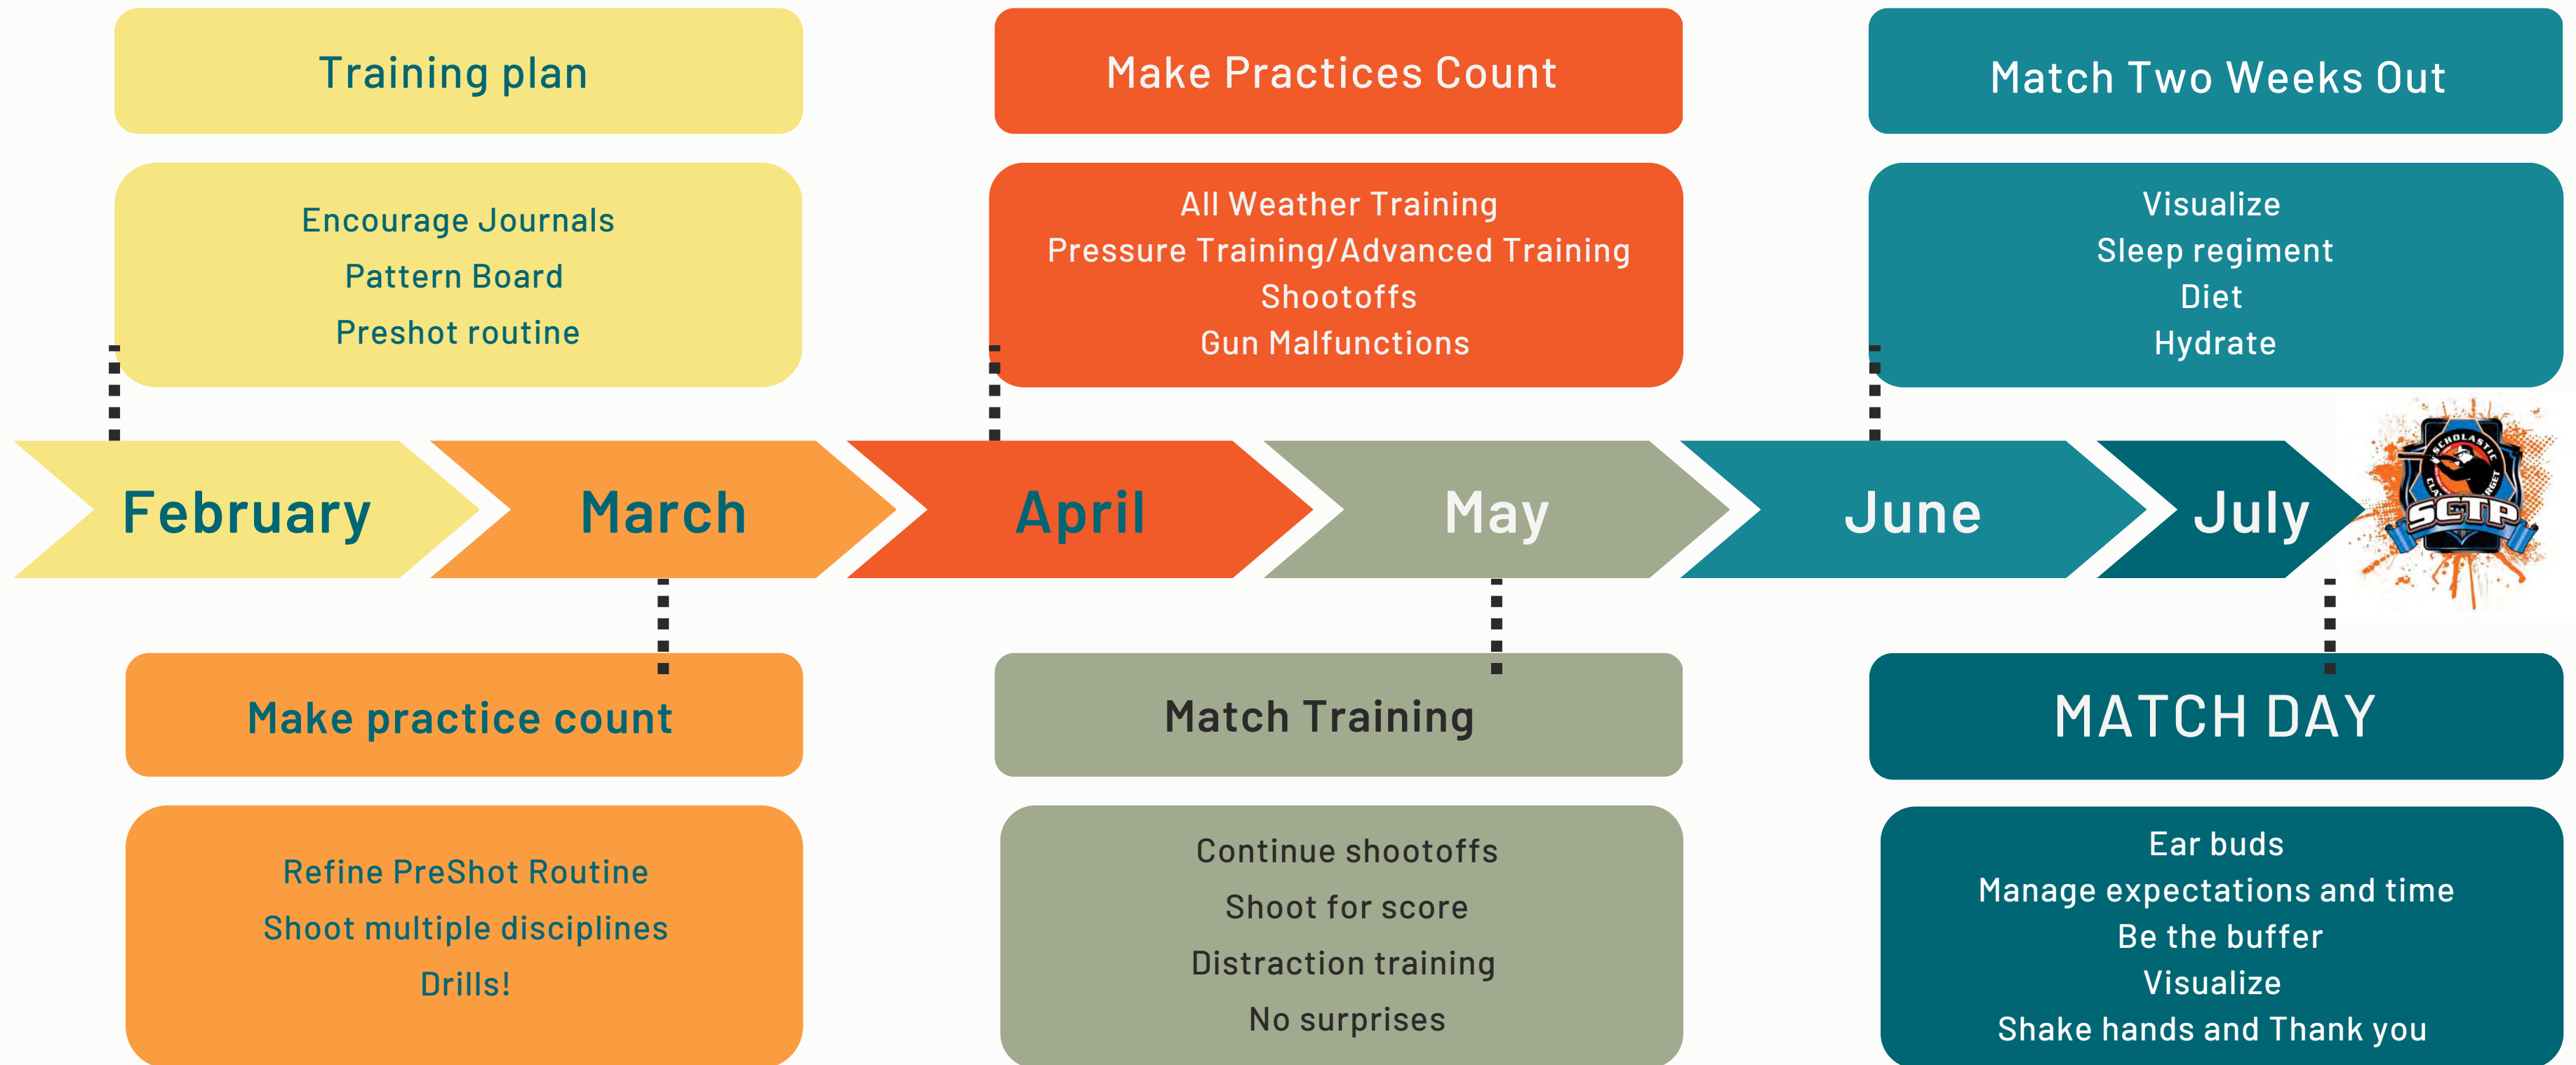 Training plan
Encourage Journals
Pattern Board
Preshot routine
Make Practices Count
All Weather Training
Pressure Training/Advanced Training
Shootoffs
Gun Malfunctions
Match Two Weeks Out
Visualize
Sleep regiment
Diet
Hydrate
February
March
April
May
June
July
SCHOLASTIC
SCTP
Make practice count
Refine PreShot Routine
Shoot multiple disciplines
Drills!
Match Training
Continue shootoffs
Shoot for score
Distraction training
No surprises
MATCH DAY
Ear buds
Manage expectations and time
Be the buffer
Visualize
Shake hands and Thank you